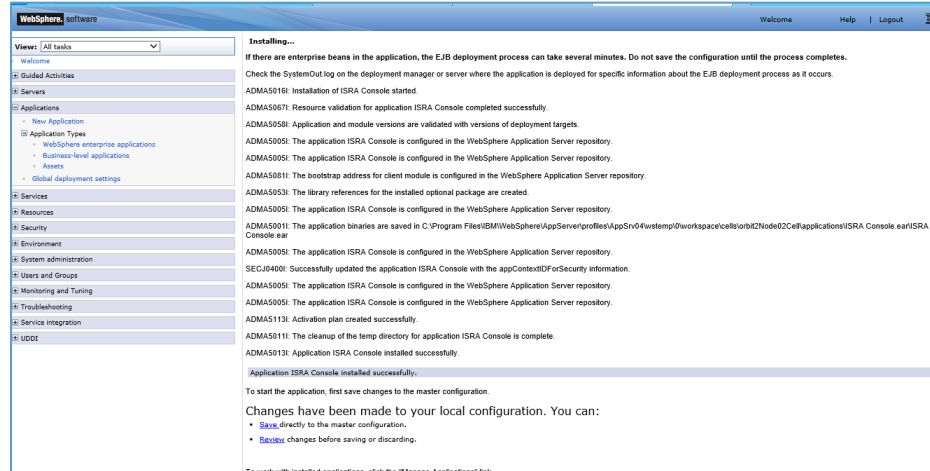 WebSphere. software
Welcome Help | Logout
View: All tasks
Welcome
Guided Activities
Servers
Applications
New Application
Application Types
WebSphere enterprise applications
Business-level applications
Assets
Global deployment settings
Services
Resources
Security
Environment
System administration
Users and Groups
Monitoring and Tuning
Troubleshooting
Service integration
UDDI
Installing...
If there are enterprise beans in the application, the EJB deployment process can take several minutes. Do not save the configuration until the process completes.
Check the SystemOut.log on the deployment manager or server where the application is deployed for specific information about the EJB deployment process as it occurs.
ADMA5016I: Installation of ISRA Console started.
ADMA5067I: Resource validation for application ISRA Console completed successfully.
ADMA5058I: Application and module versions are validated with versions of deployment targets.
ADMA5005I: The application ISRA Console is configured in the WebSphere Application Server repository.
ADMA5005I: The application ISRA Console is configured in the WebSphere Application Server repository.
ADMA5081I: The bootstrap address for client module is configured in the WebSphere Application Server repository.
ADMA5053I: The library references for the installed optional package are created.
ADMA5005I: The application ISRA Console is configured in the WebSphere Application Server repository.
ADMA5001I: The application binaries are saved in C:\Program Files\IBM\WebSphere\AppServer\profiles\AppSrv04\wstemp\0\workspace\cells\orbit2Node02Cell\applications\ISRA Console.ear\ISRA
Console.ear
ADMA5005I: The application ISRA Console is configured in the WebSphere Application Server repository.
SECJ0400I: Successfully updated the application ISRA Console with the appContextIDForSecurity information.
ADMA5005I: The application ISRA Console is configured in the WebSphere Application Server repository.
ADMA5005I: The application ISRA Console is configured in the WebSphere Application Server repository.
ADMA5113I: Activation plan created successfully.
ADMA5011I: The cleanup of the temp directory for application ISRA Console is complete.
ADMA5013I: Application ISRA Console installed successfully.
Application ISRA Console installed successfully.
To start the application, first save changes to the master configuration.
Changes have been made to your local configuration. You can:
Save directly to the master configuration.
Review changes before saving or discarding.
To work with installed applications, click the "Manage Applications" link.